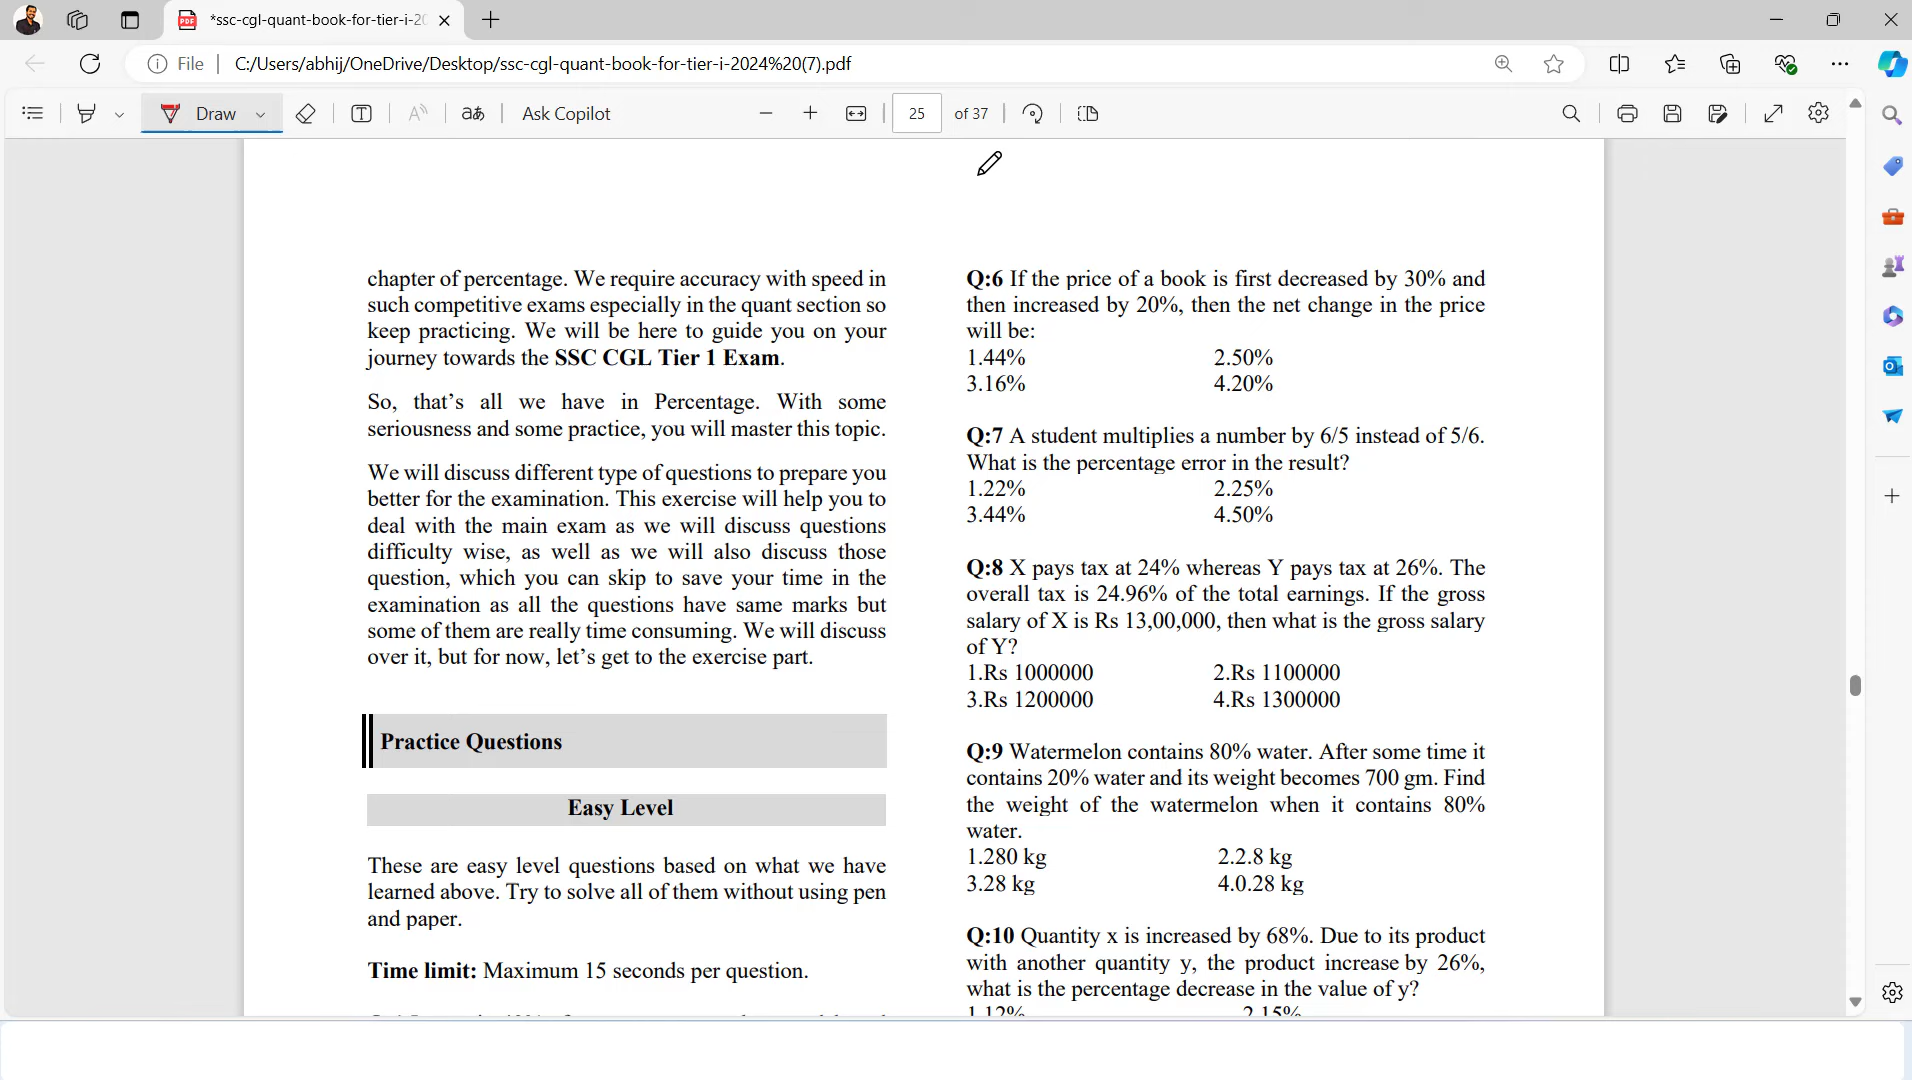 *ssc-cgl-quant-book-for-tier-i-20
File
C:/Users/abhij/OneDrive/Desktop/ssc-cgl-quant-book-for-tier-i-2024%20(7).pdf
Draw
Ask Copilot
25 of 37
chapter of percentage. We require accuracy with speed in
such competitive exams especially in the quant section so
keep practicing. We will be here to guide you on your
journey towards the SSC CGL Tier 1 Exam.
So, that’s all we have in Percentage. With some
seriousness and some practice, you will master this topic.
We will discuss different type of questions to prepare you
better for the examination. This exercise will help you to
deal with the main exam as we will discuss questions
difficulty wise, as well as we will also discuss those
question, which you can skip to save your time in the
examination as all the questions have same marks but
some of them are really time consuming. We will discuss
over it, but for now, let’s get to the exercise part.
Practice Questions
Easy Level
These are easy level questions based on what we have
learned above. Try to solve all of them without using pen
and paper.
Time limit: Maximum 15 seconds per question.
Q:6 If the price of a book is first decreased by 30% and
then increased by 20%, then the net change in the price
will be:
1.44% 2.50%
3.16% 4.20%
Q:7 A student multiplies a number by 6/5 instead of 5/6.
What is the percentage error in the result?
1.22% 2.25%
3.44% 4.50%
Q:8 X pays tax at 24% whereas Y pays tax at 26%. The
overall tax is 24.96% of the total earnings. If the gross
salary of X is Rs 13,00,000, then what is the gross salary
of Y?
1.Rs 1000000 2.Rs 1100000
3.Rs 1200000 4.Rs 1300000
Q:9 Watermelon contains 80% water. After some time it
contains 20% water and its weight becomes 700 gm. Find
the weight of the watermelon when it contains 80%
water.
1.280 kg 2.2.8 kg
3.28 kg 4.0.28 kg
Q:10 Quantity x is increased by 68%. Due to its product
with another quantity y, the product increase by 26%,
what is the percentage decrease in the value of y?
1.12% 2.15%